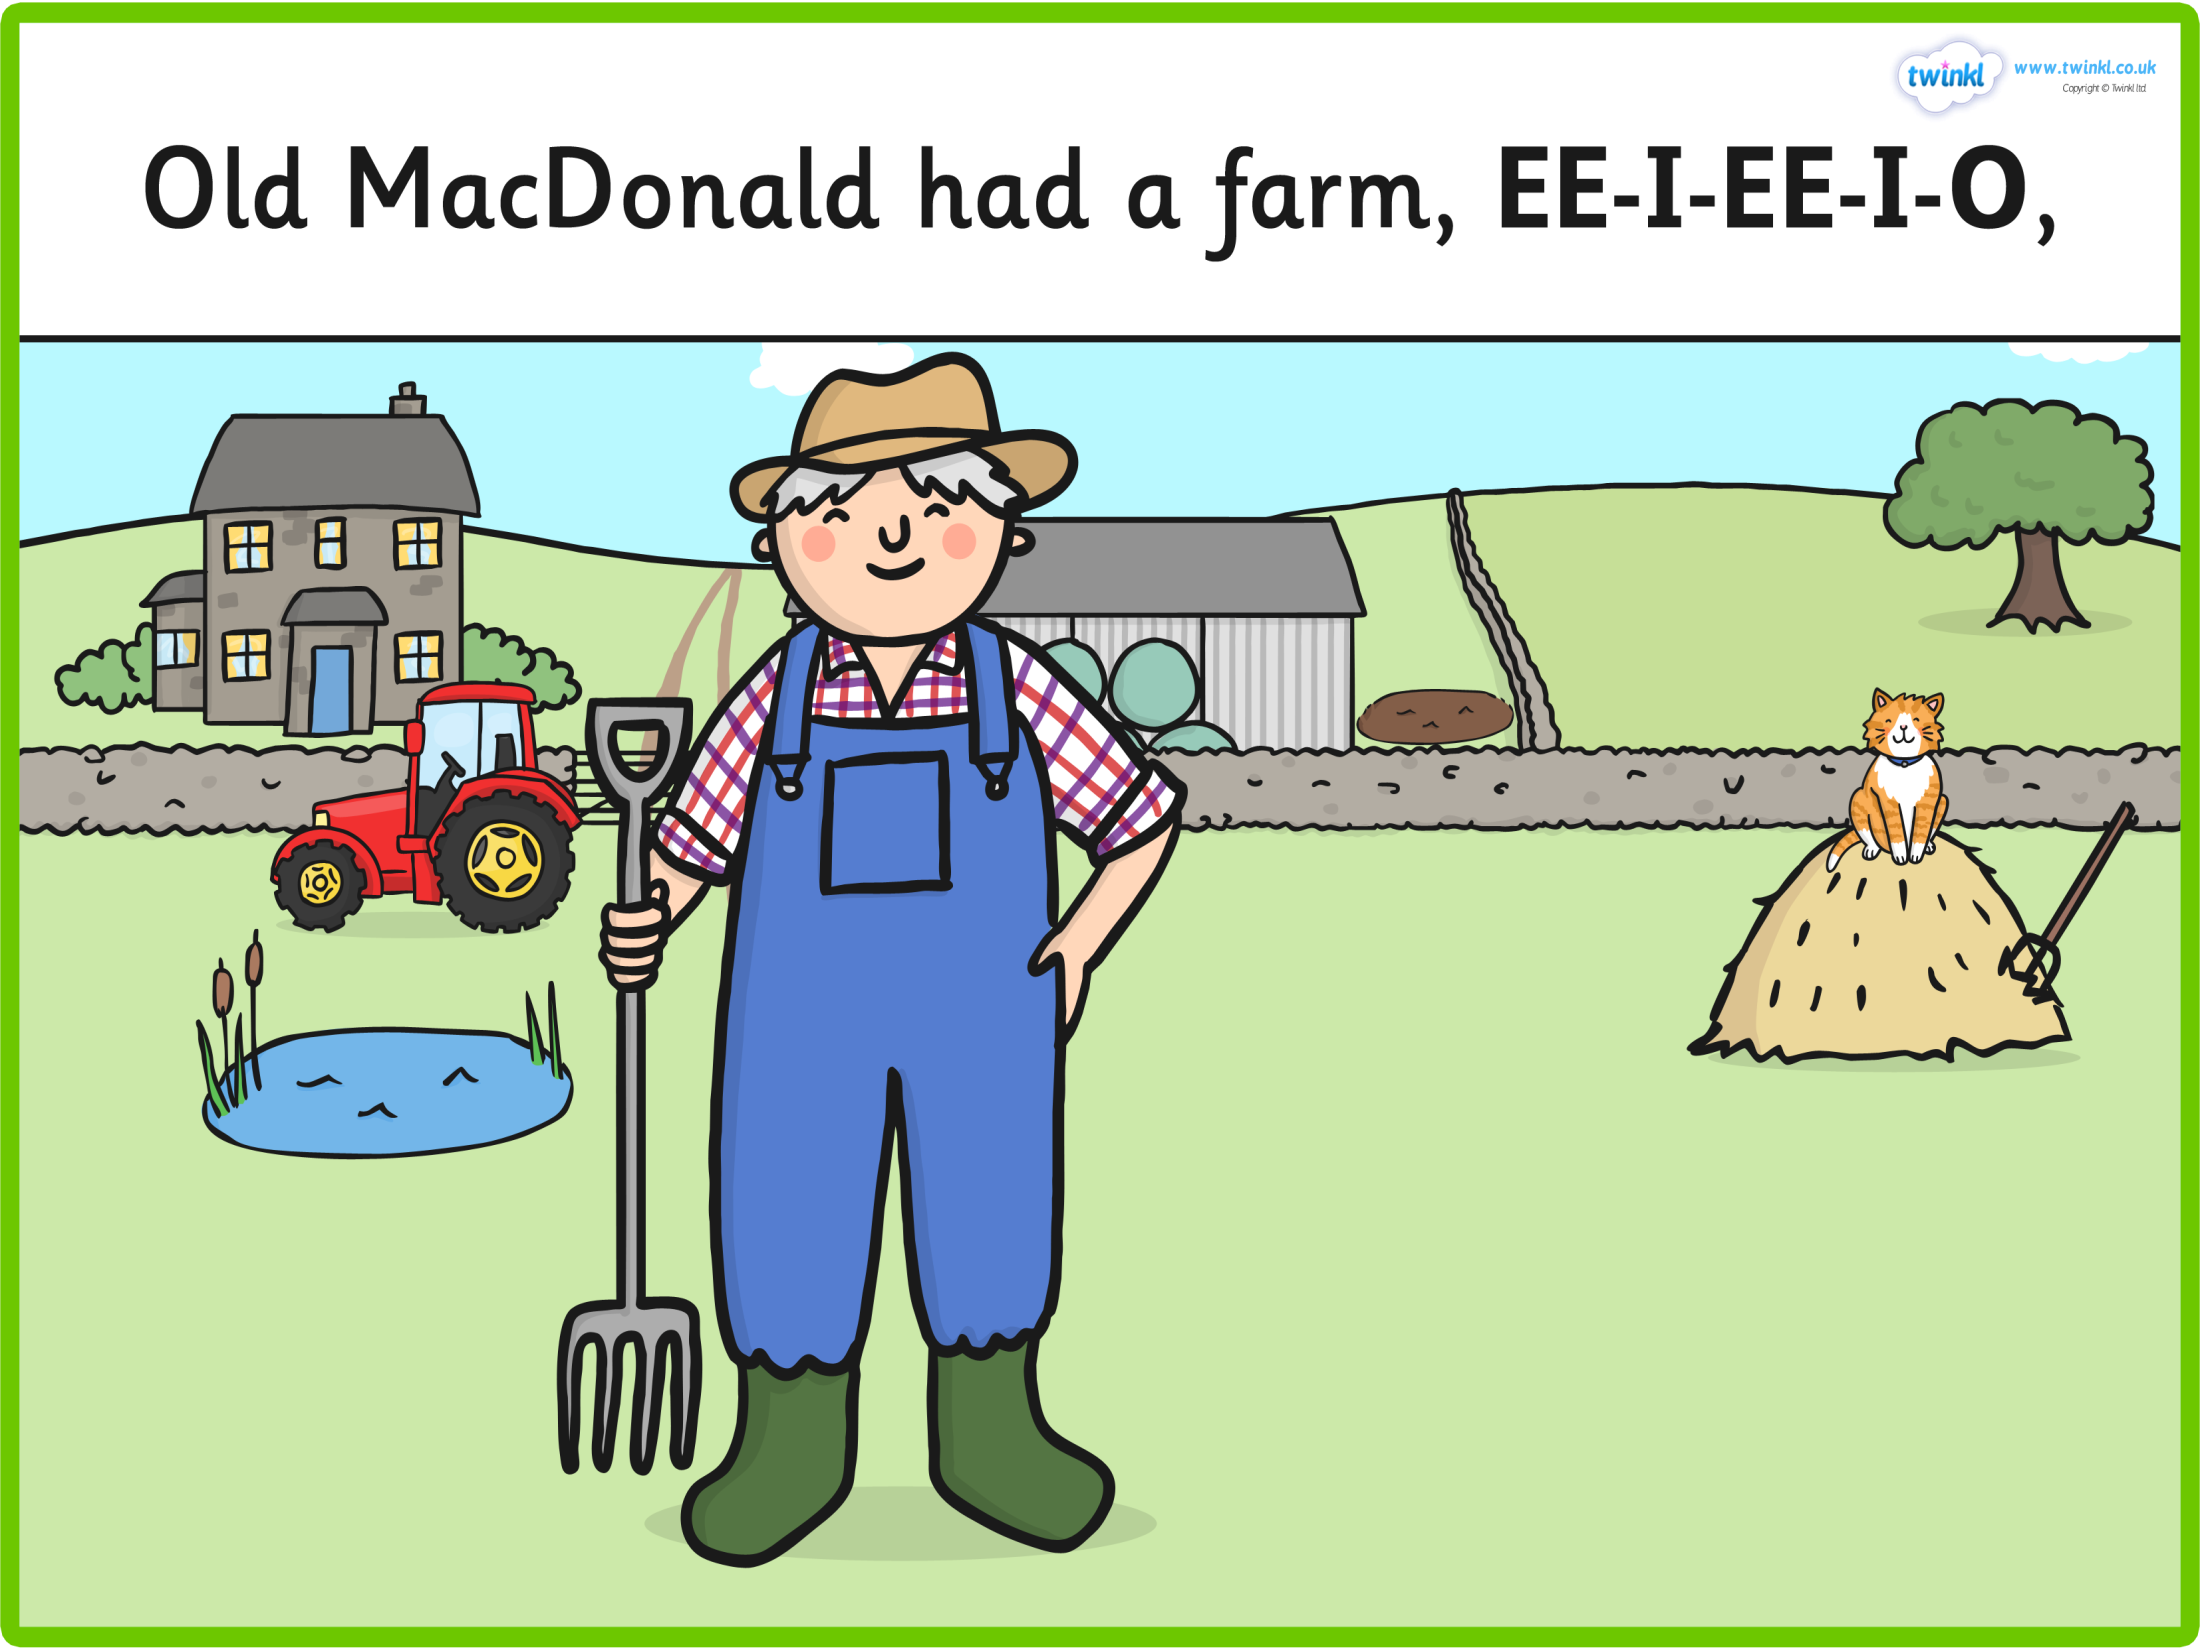 twinkl www.twinkl.co.uk
Copyright © Twinkl ltd.
Old MacDonald had a farm, EE-I-EE-I-O,